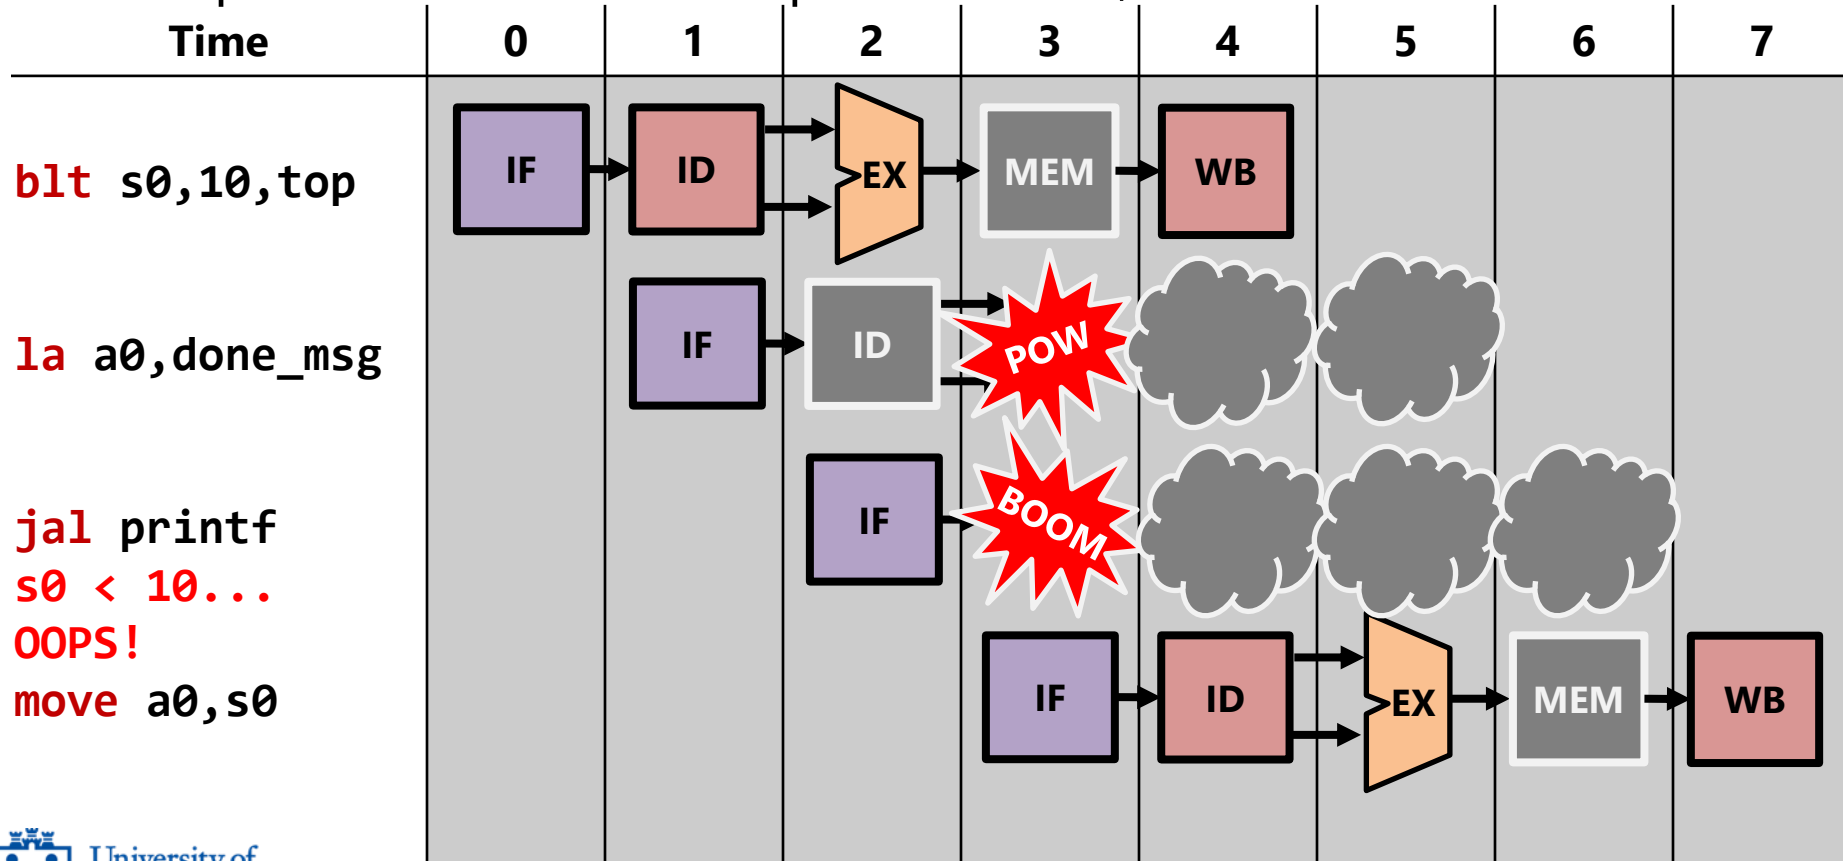 Time 0 1 2 3 4 5 6 7
blt s0,10,top IF ID EX MEM WB
la a0,done_msg IF ID POW
jal printf IF BOOM
s0 < 10...
OOPS!
move a0,s0 IF ID EX MEM WB
University of